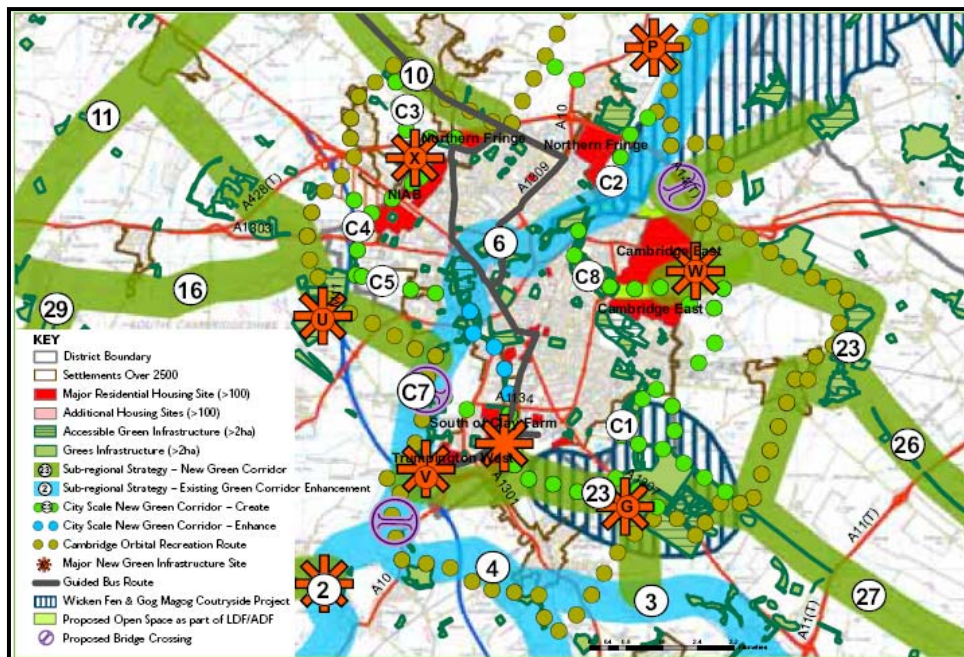 P
10
11
C3
A10
Northern Fringe
Northern Fringe
X
A1309
A428(T)
C2
NIAB
A1303
C4
6
Cambridge East
C8
W
C5
16
29
Cambridge East
U
23
C7
A1134
South of Clay Farm
C1
26
Trumpington West
V
A1301
23
A1307
G
A11(T)
4
A10
2
3
27
A11(T)
KEY
District Boundary
Settlements Over 2500
Major Residential Housing Site (>100)
Additional Housing Sites (>100)
Accessible Green Infrastructure (>2ha)
Grees Infrastructure (>2ha)
23 Sub-regional Strategy – New Green Corridor
2 Sub-regional Strategy – Existing Green Corridor Enhancement
City Scale New Green Corridor – Create
City Scale New Green Corridor – Enhance
Cambridge Orbital Recreation Route
Major New Green Infrastructure Site
Guided Bus Route
Wicken Fen & Gog Magog Coutryside Project
Proposed Open Space as part of LDF/ADF
Proposed Bridge Crossing